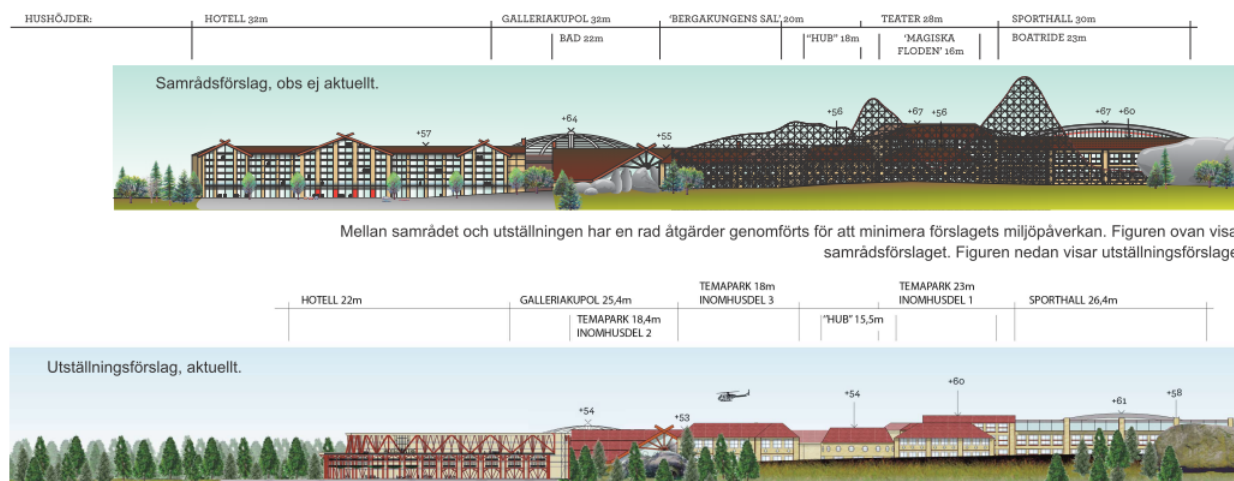 HUSHÖJDER: HOTELL 32m GALLERIAKUPOL 32m 'BERGAKUNGENS SAL' 20m TEATER 28m SPORTHALL 30m
BAD 22m "HUB" 18m 'MAGISKA BOATRIDE 23m
FLODEN' 16m
Samrådsförslag, obs ej aktuellt.
+57 +64 +55 +56 +67 +56 +67 +60
Mellan samrådet och utställningen har en rad åtgärder genomförts för att minimera förslagets miljöpåverkan. Figuren ovan visa
samrådsförslaget. Figuren nedan visar utställningsförslage
TEMAPARK 18m TEMAPARK 23m
HOTELL 22m GALLERIAKUPOL 25,4m INOMHUSDEL 3 INOMHUSDEL 1 SPORTHALL 26,4m
TEMAPARK 18,4m "HUB" 15,5m
INOMHUSDEL 2
Utställningsförslag, aktuellt.
+54 +53 +54 +60 +61 +58